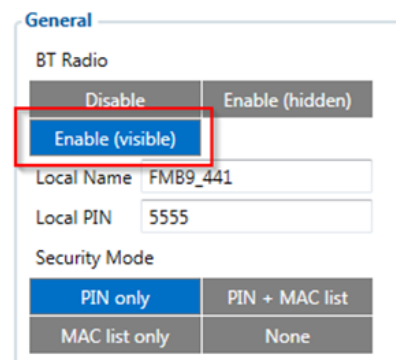 General
BT Radio
Disable Enable (hidden)
Enable (visible)
Local Name FMB9_441
Local PIN 5555
Security Mode
PIN only PIN + MAC list
MAC list only None